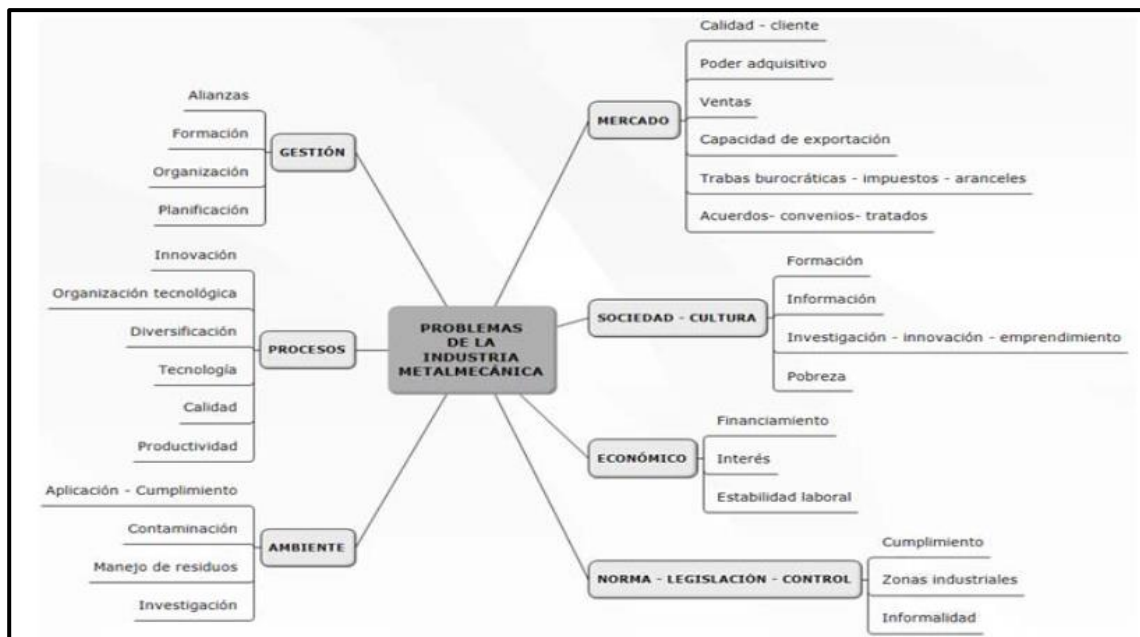 Alianzas
Formación
Organización
Planificación
GESTIÓN
Innovación
Organización tecnológica
Diversificación
Tecnología
Calidad
Productividad
PROCESOS
Aplicación - Cumplimiento
Contaminación
Manejo de residuos
Investigación
AMBIENTE
PROBLEMAS
DE LA
INDUSTRIA
METALMECÁNICA
MERCADO
Calidad - cliente
Poder adquisitivo
Ventas
Capacidad de exportación
Trabas burocráticas - impuestos - aranceles
Acuerdos- convenios- tratados
SOCIEDAD - CULTURA
Formación
Información
Investigación - innovación - emprendimiento
Pobreza
ECONÓMICO
Financiamiento
Interés
Estabilidad laboral
NORMA - LEGISLACIÓN - CONTROL
Cumplimiento
Zonas industriales
Informalidad